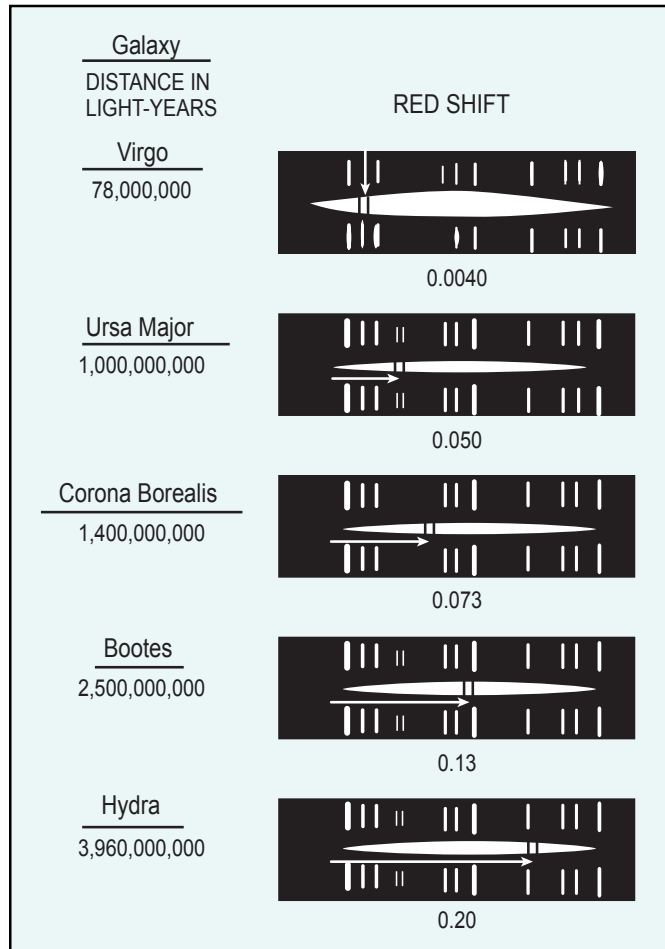 Galaxy
DISTANCE IN
LIGHT-YEARS
RED SHIFT
Virgo
78,000,000
0.0040
Ursa Major
1,000,000,000
0.050
Corona Borealis
1,400,000,000
0.073
Bootes
2,500,000,000
0.13
Hydra
3,960,000,000
0.20